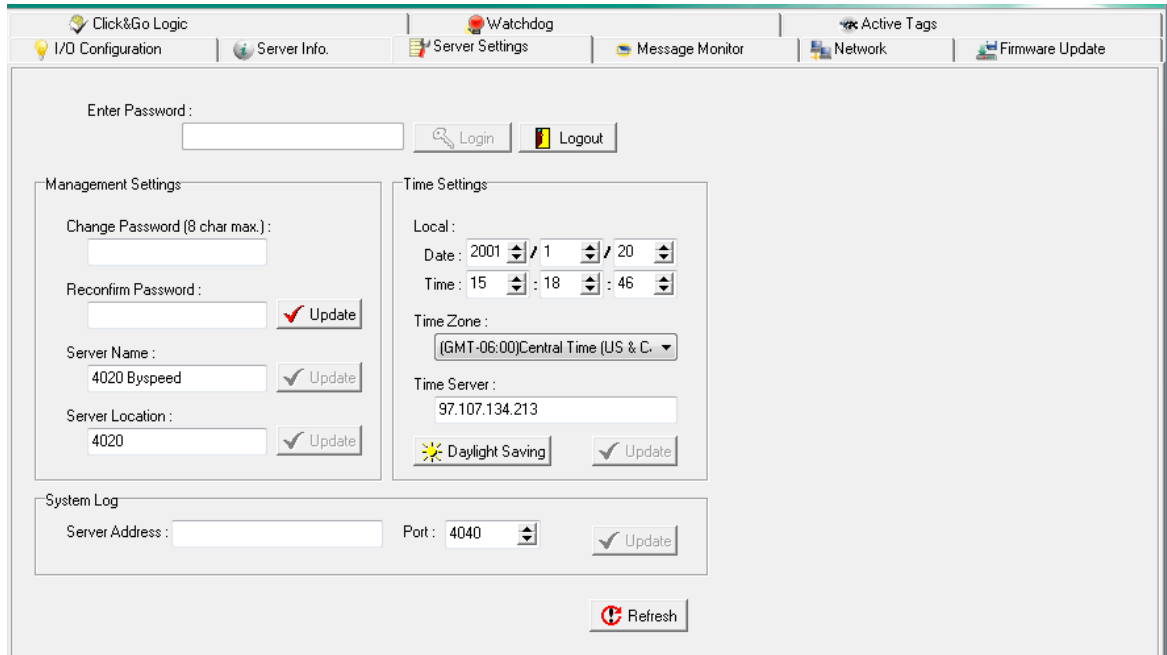 Click&Go Logic Watchdog Active Tags
I/O Configuration Server Info. Server Settings Message Monitor Network Firmware Update
Enter Password :
Login Logout
Management Settings
Change Password (8 char max.) :
Reconfirm Password :
Update
Server Name :
4020 Byspeed Update
Server Location :
4020 Update
Time Settings
Local :
Date : 2001 / 1 / 20
Time : 15 : 18 : 46
Time Zone :
(GMT-06:00)Central Time (US & C.
Time Server :
97.107.134.213
Daylight Saving Update
System Log
Server Address : Port : 4040 Update
Refresh